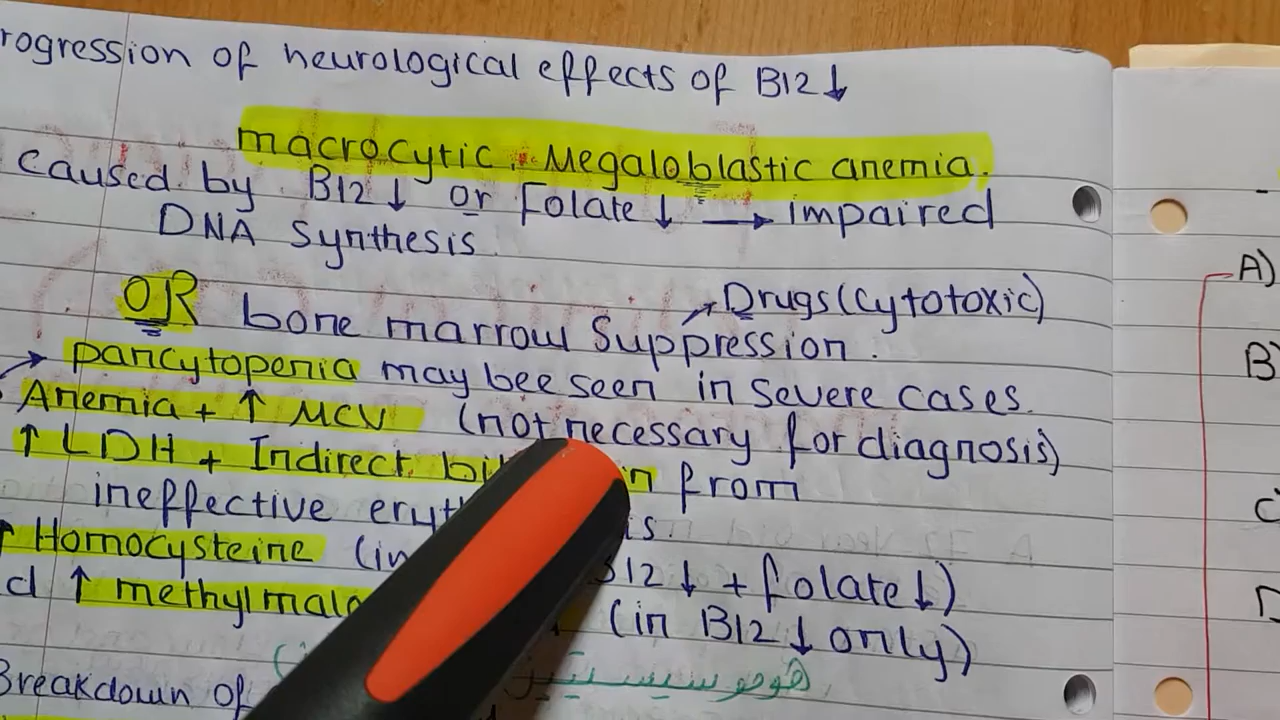 rogression of neurological effects of B12↓
macrocytic, Megaloblastic anemia.
Caused by B12↓ or Folate↓ → impaired
DNA Synthesis.
→ Drugs (Cytotoxic)
OR bone marrow Suppression.
→ pancytopenia may bee seen in severe cases.
Anemia + ↑ MCV (not necessary for diagnosis)
↑ LDH + Indirect in from
ineffective
↑ Homocysteine B12↓ + folate↓)
d ↑ (in B12↓ only)
Breakdown of
A)
B)
C
D